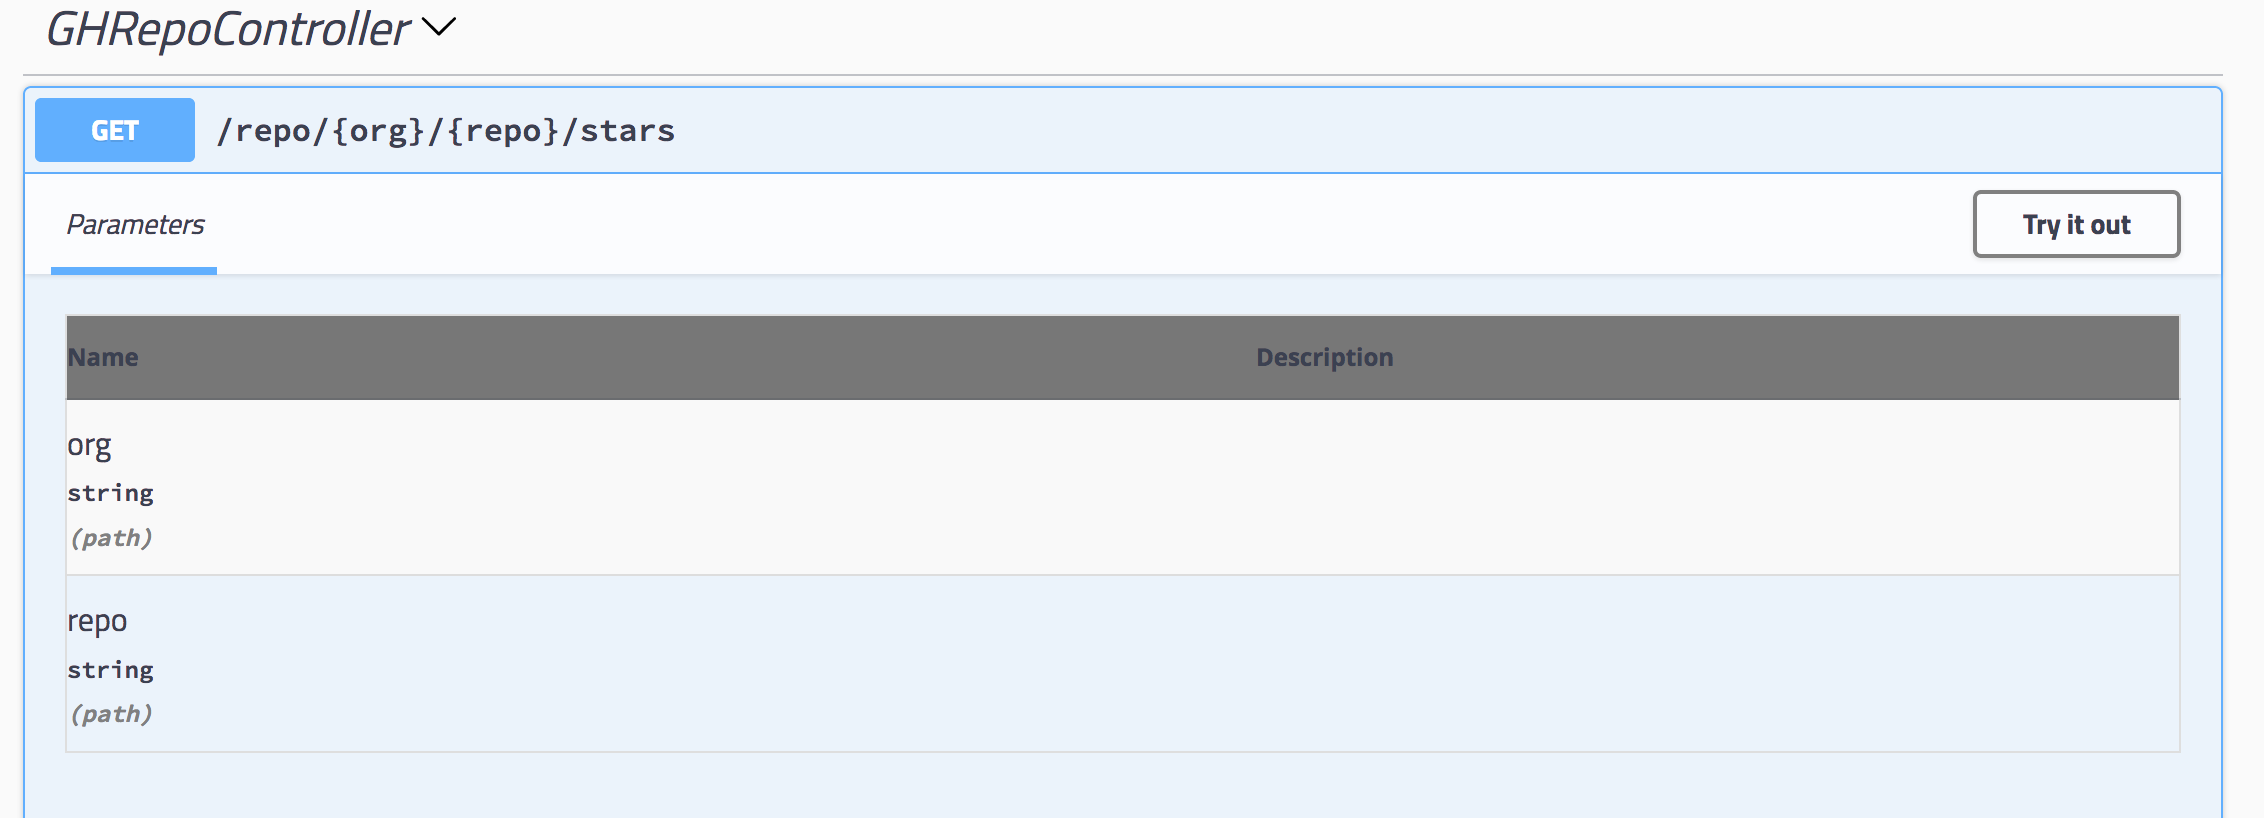 GHRepoController
GET /repo/{org}/{repo}/stars
Parameters Try it out
Name Description
org
string
(path)
repo
string
(path)